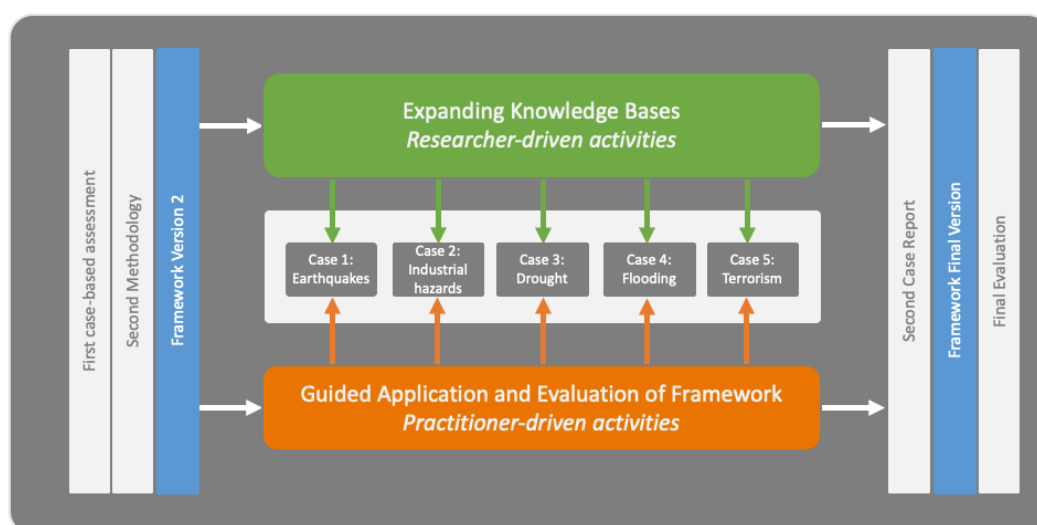 First case-based assessment
Second Methodology
Framework Version 2
Expanding Knowledge Bases
Researcher-driven activities
Case 1:
Earthquakes
Case 2:
Industrial
hazards
Case 3:
Drought
Case 4:
Flooding
Case 5:
Terrorism
Guided Application and Evaluation of Framework
Practitioner-driven activities
Second Case Report
Framework Final Version
Final Evaluation